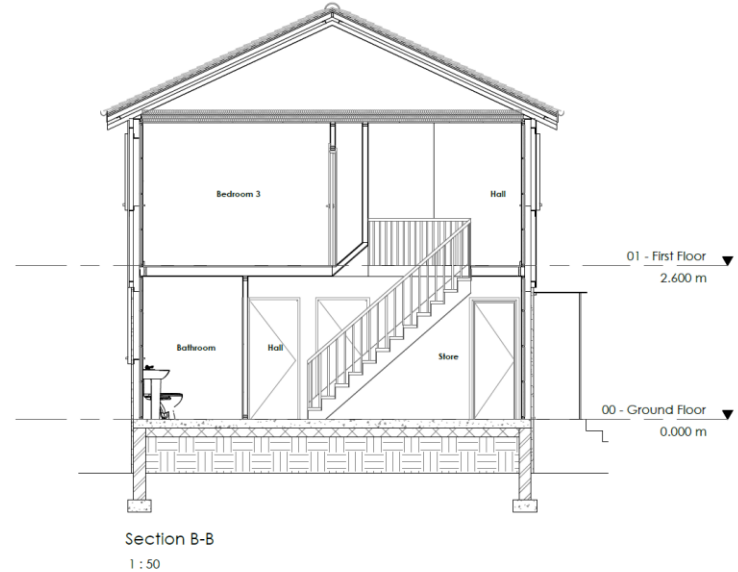 Bedroom 3
Hall
01 - First Floor
2.600 m
Bathroom
Hall
Store
00 - Ground Floor
0.000 m
Section B-B
1 : 50